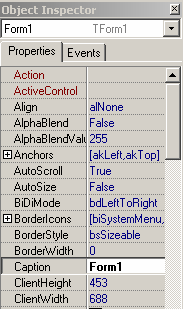 Object Inspector
Form1 TForm1
Properties Events
Action
ActiveControl
Align alNone
AlphaBlend False
AlphaBlendValu 255
Anchors [akLeft,akTop]
AutoScroll True
AutoSize False
BiDiMode bdLeftToRight
BorderIcons [biSystemMenu,
BorderStyle bsSizeable
BorderWidth 0
Caption Form1
ClientHeight 453
ClientWidth 688